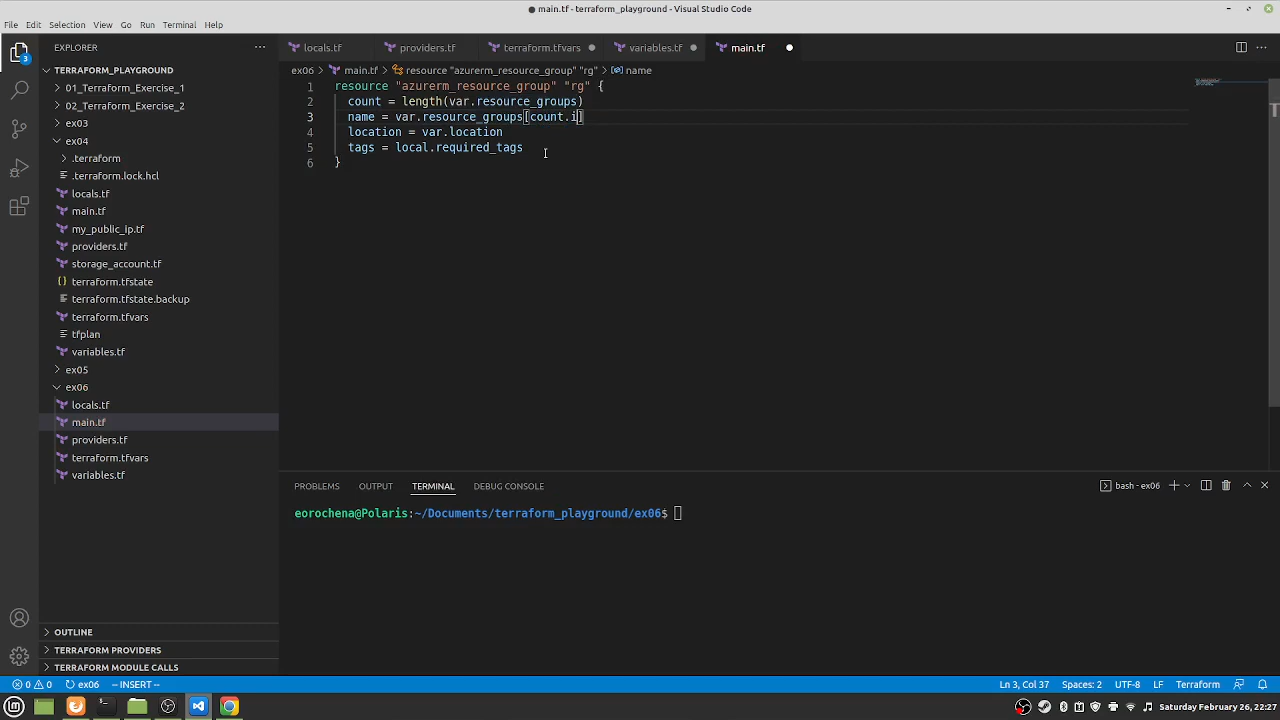 ● main.tf - terraform_playground - Visual Studio Code
File Edit Selection View Go Run Terminal Help
EXPLORER
locals.tf providers.tf terraform.tfvars variables.tf main.tf
ex06 > main.tf > resource "azurerm_resource_group" "rg" > name
TERRAFORM_PLAYGROUND
01_Terraform_Exercise_1
02_Terraform_Exercise_2
ex03
ex04
.terraform
.terraform.lock.hcl
locals.tf
main.tf
my_public_ip.tf
providers.tf
storage_account.tf
terraform.tfstate
terraform.tfstate.backup
terraform.tfvars
tfplan
variables.tf
ex05
ex06
locals.tf
main.tf
providers.tf
terraform.tfvars
variables.tf
OUTLINE
TERRAFORM PROVIDERS
TERRAFORM MODULE CALLS
1 resource "azurerm_resource_group" "rg" {
2 count = length(var.resource_groups)
3 name = var.resource_groups[count.i]
4 location = var.location
5 tags = local.required_tags
6 }
PROBLEMS OUTPUT TERMINAL DEBUG CONSOLE
bash - ex06
eorochena@Polaris:~/Documents/terraform_playground/ex06$
3
0 0 ex06 -- INSERT --
Ln 3, Col 37 Spaces: 2 UTF-8 LF Terraform
Saturday February 26, 22:27